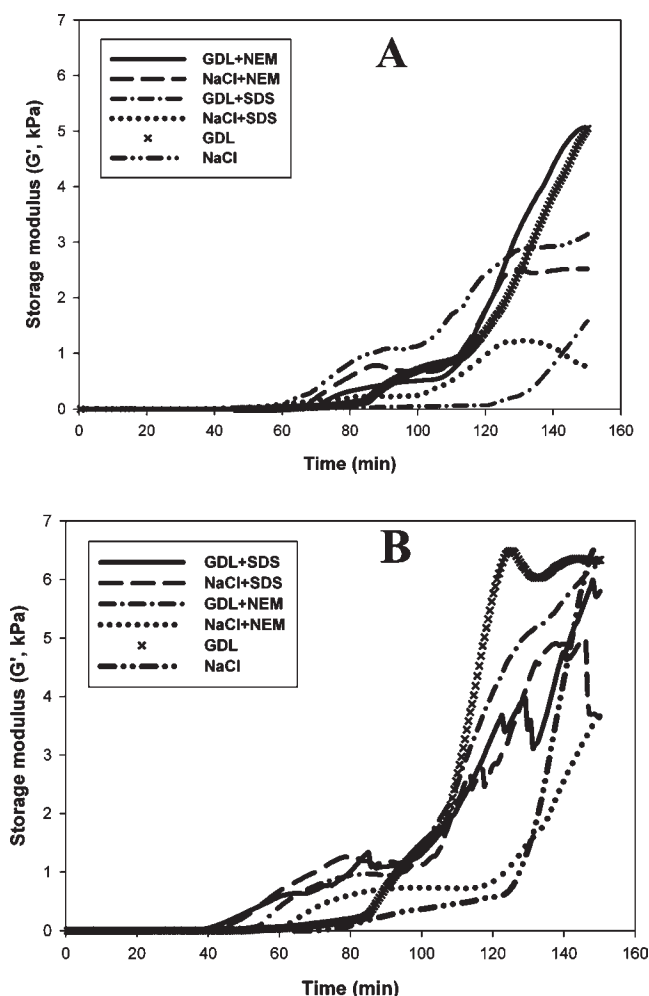 A
GDL+NEM
NaCl+NEM
GDL+SDS
NaCl+SDS
GDL
NaCl
Storage modulus (G', kPa)
7
6
5
4
3
2
1
0
0 20 40 60 80 100 120 140 160
Time (min)
B
GDL+SDS
NaCl+SDS
GDL+NEM
NaCl+NEM
GDL
NaCl
Storage modulus (G', kPa)
7
6
5
4
3
2
1
0
0 20 40 60 80 100 120 140 160
Time (min)